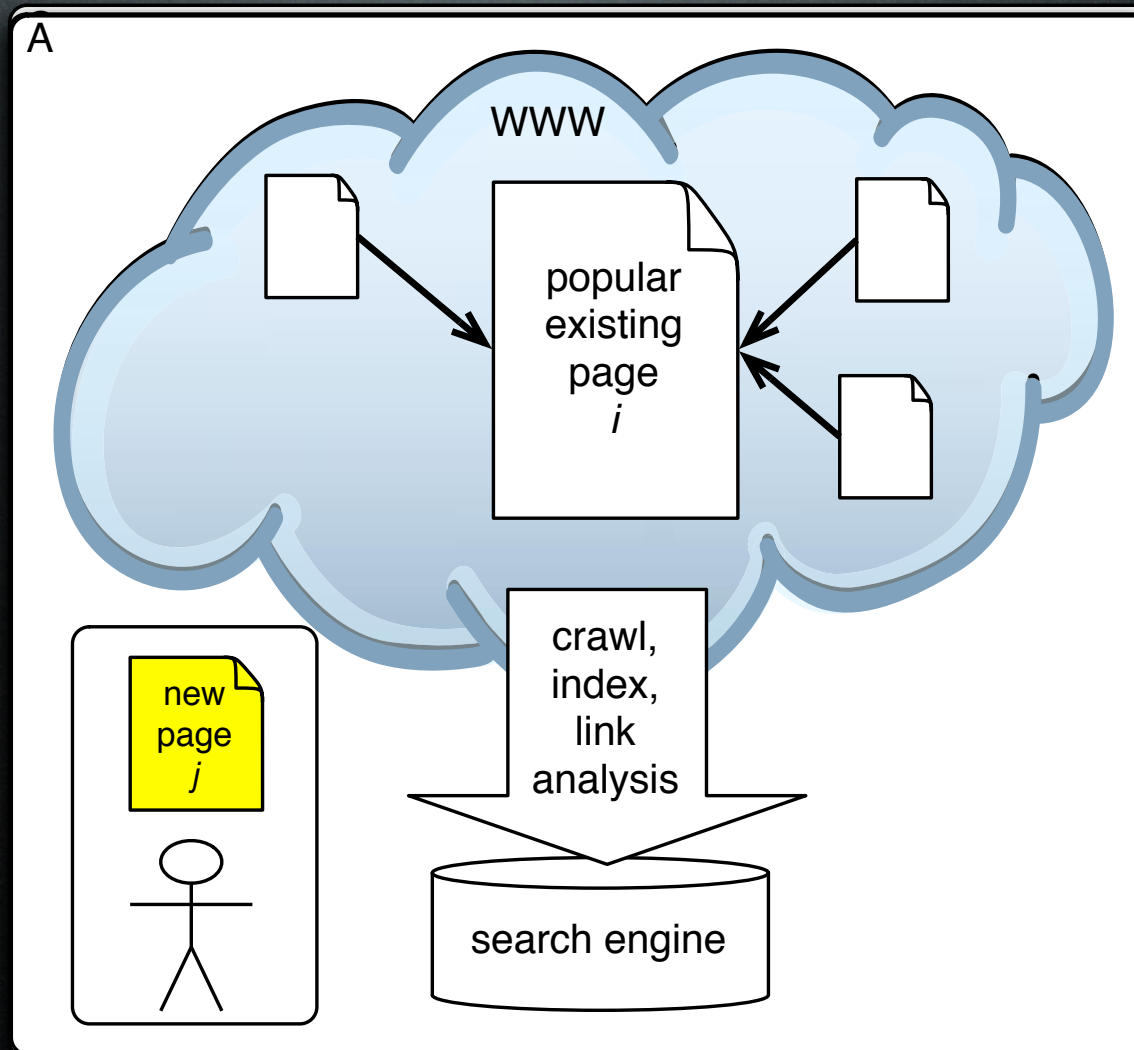 A
WWW
popular
existing
page
i
crawl,
index,
link
analysis
new
page
j
search engine